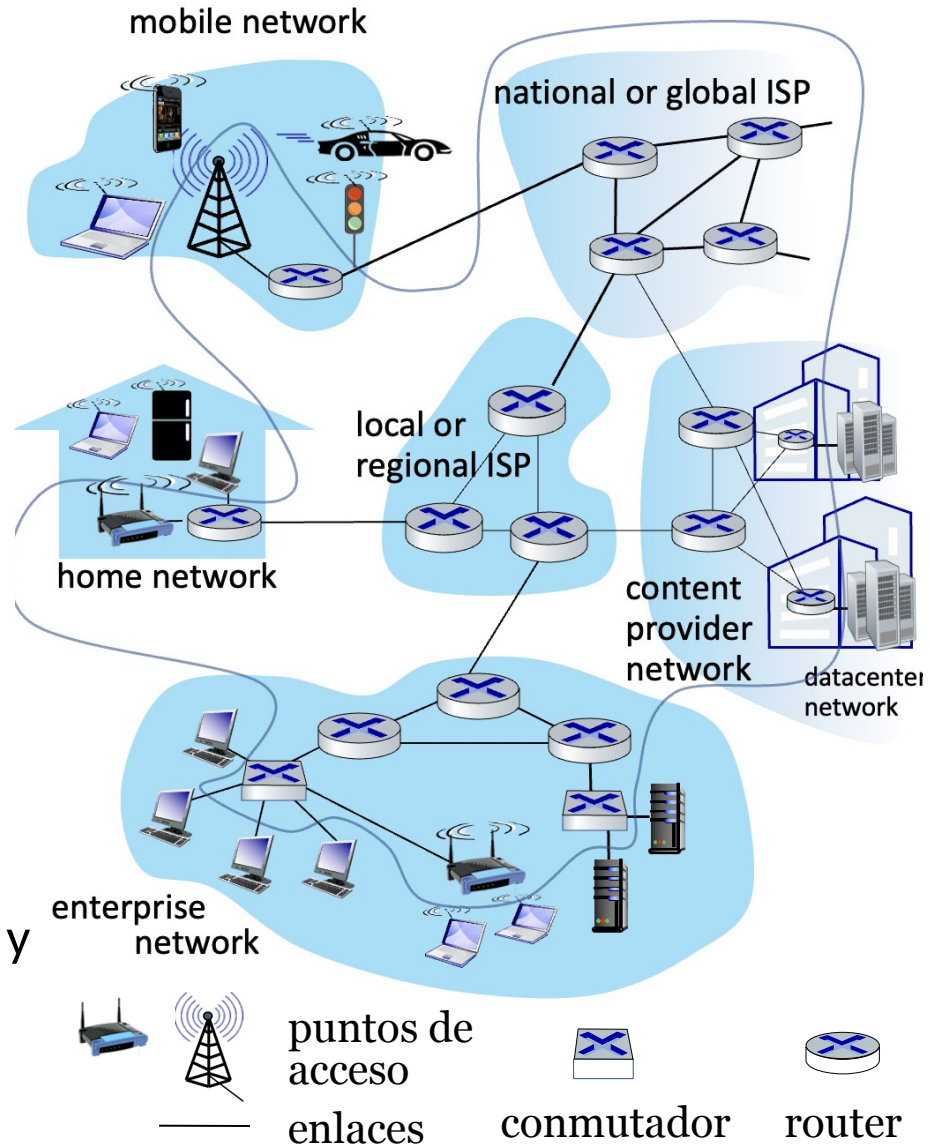 mobile network
national or global ISP
local or
regional ISP
home network
content
provider
network
datacenter
network
enterprise
network
y
puntos de
acceso
enlaces
conmutador
router